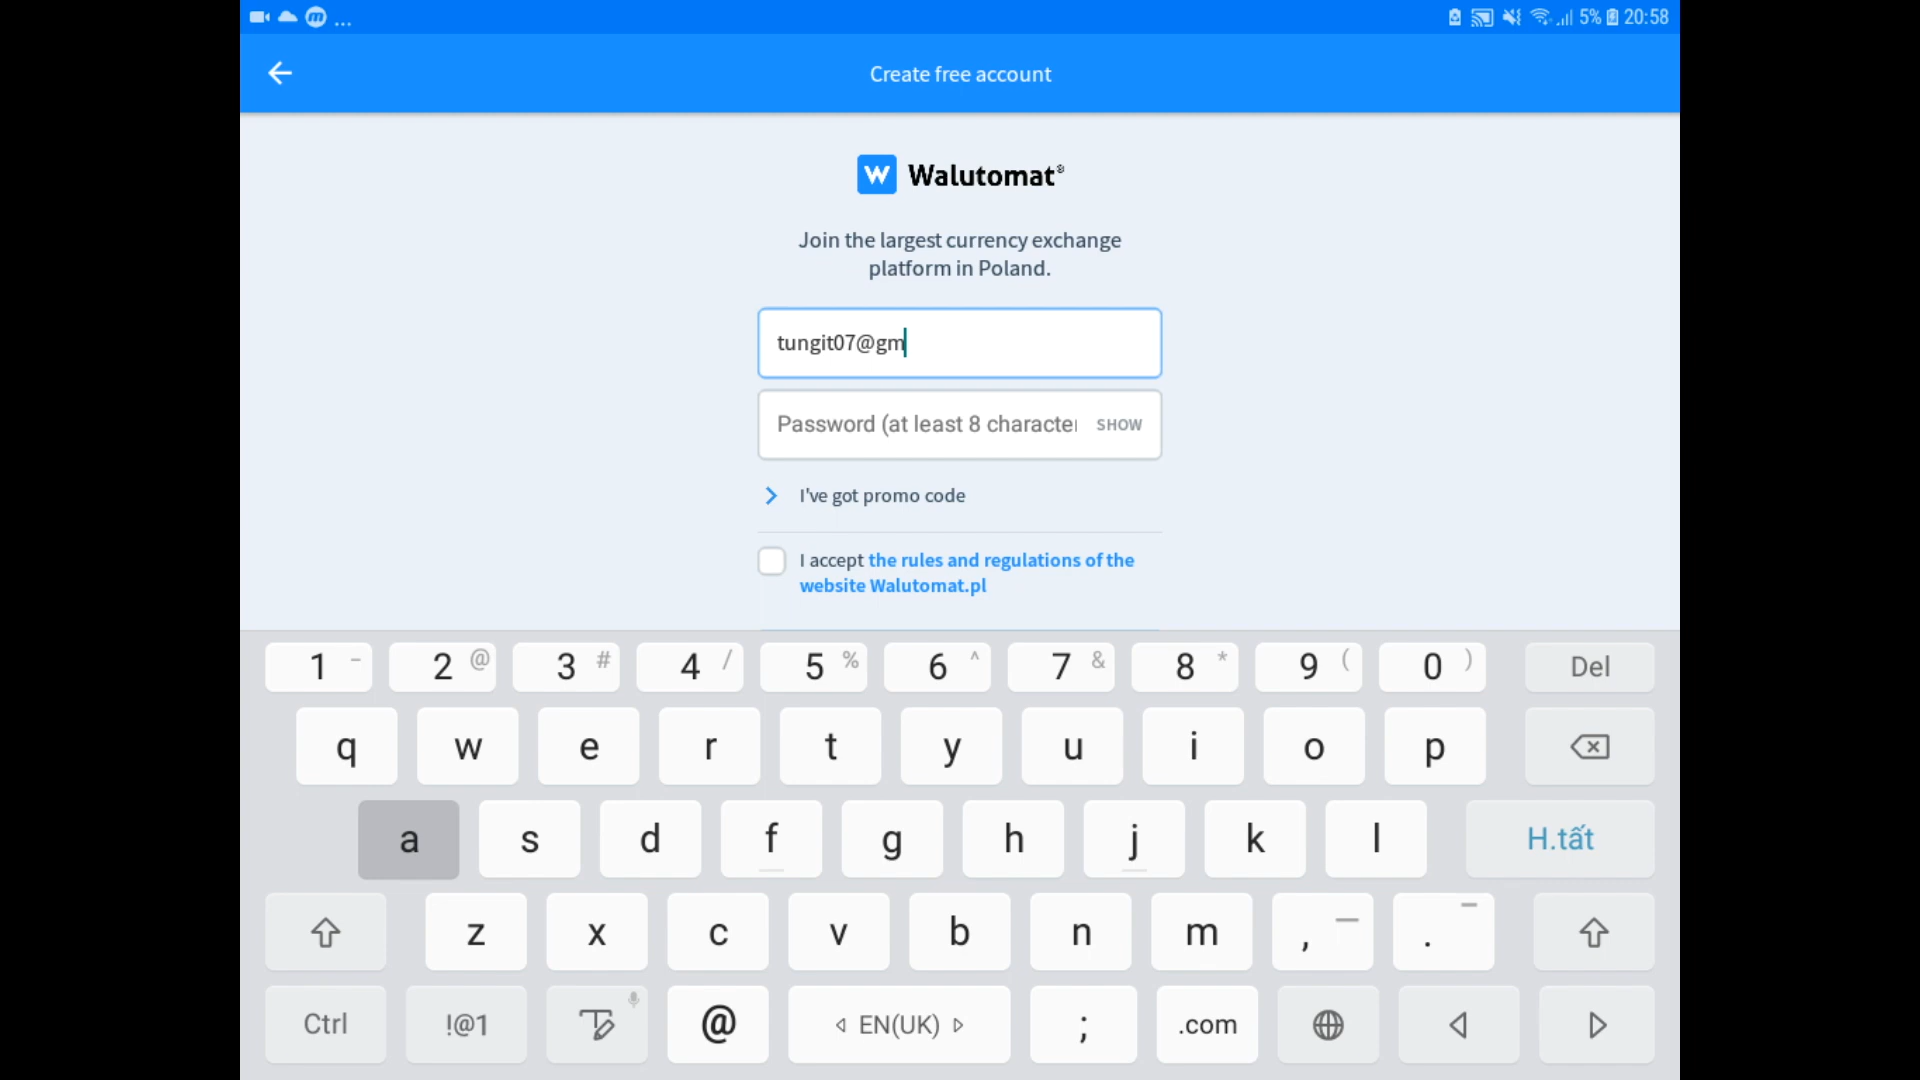 ... 5% 20:58
Create free account
W Walutomat®
Join the largest currency exchange
platform in Poland.
tungit07@gm
Password (at least 8 character SHOW
I've got promo code
I accept the rules and regulations of the
website Walutomat.pl
1 - 2 @ 3 # 4 / 5 % 6 ^ 7 & 8 * 9 ( 0 ) Del
q w e r t y u i o p
a s d f g h j k l H.tất
z x c v b n m , .
Ctrl !@1 T @ EN(UK) ; .com